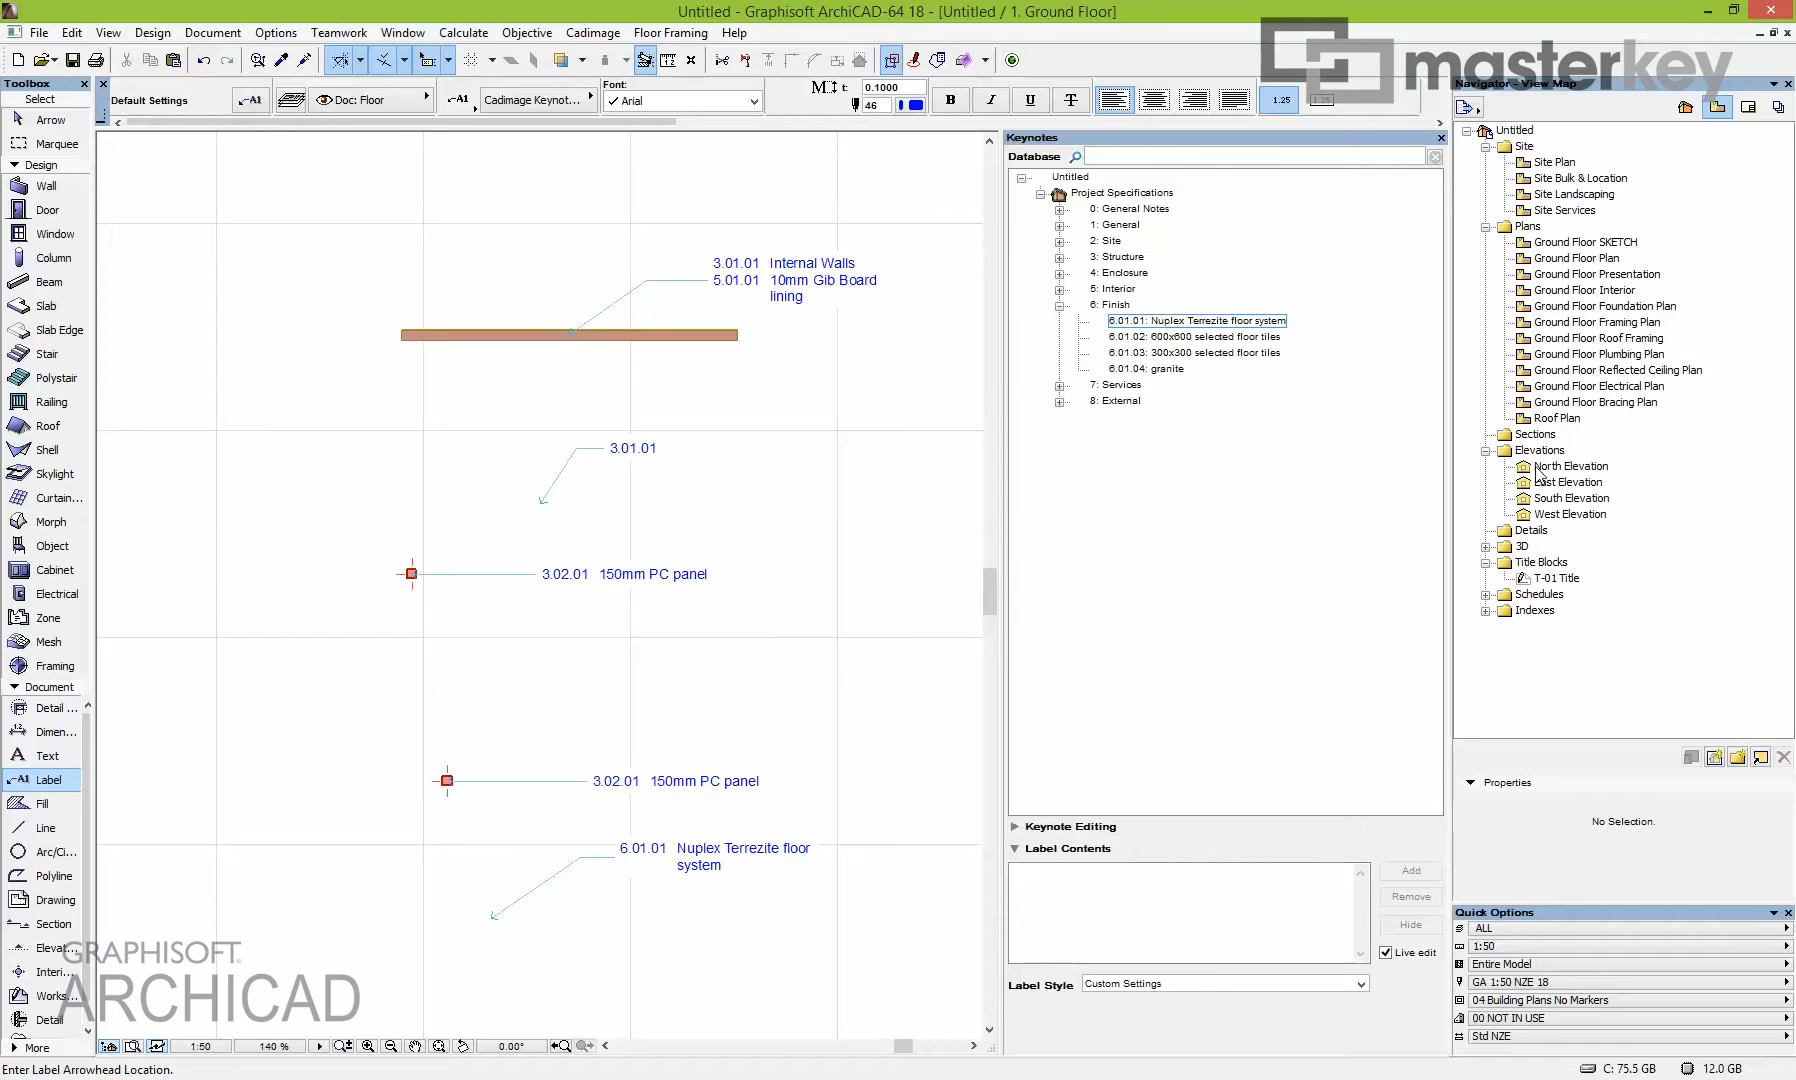 Untitled - Graphisoft ArchiCAD-64 18 - [Untitled / 1. Ground Floor]
File Edit View Design Document Options Teamwork Window Calculate Objective Cadimage Floor Framing Help
masterkey
Toolbox
Select
Arrow
Marquee
Design
Wall
Door
Window
Column
Beam
Slab
Slab Edge
Stair
Polystair
Railing
Roof
Shell
Skylight
Curtain...
Morph
Object
Cabinet
Electrical
Zone
Mesh
Framing
Document
Detail ...
Dimen...
Text
A1 Label
Fill
Line
Arc/Ci...
Polyline
Drawing
Section
Elevat...
Interi...
Works...
Detail
More
Default Settings
A1
Doc: Floor
A1
Cadimage Keynot...
Font:
Arial
M t: 0.1000
46
B I U T
1.25
1.25
3.01.01 Internal Walls
5.01.01 10mm Gib Board
lining
3.01.01
3.02.01 150mm PC panel
3.02.01 150mm PC panel
6.01.01 Nuplex Terrezite floor
system
GRAPHISOFT.
ARCHICAD
1:50
140 %
0.00°
Keynotes
Database
Untitled
Project Specifications
0: General Notes
1: General
2: Site
3: Structure
4: Enclosure
5: Interior
6: Finish
6.01.01: Nuplex Terrezite floor system
6.01.02: 600x600 selected floor tiles
6.01.03: 300x300 selected floor tiles
6.01.04: granite
7: Services
8: External
Keynote Editing
Label Contents
Add
Remove
Hide
Live edit
Label Style Custom Settings
Navigator - View Map
Untitled
Site
Site Plan
Site Bulk & Location
Site Landscaping
Site Services
Plans
Ground Floor SKETCH
Ground Floor Plan
Ground Floor Presentation
Ground Floor Interior
Ground Floor Foundation Plan
Ground Floor Framing Plan
Ground Floor Roof Framing
Ground Floor Plumbing Plan
Ground Floor Reflected Ceiling Plan
Ground Floor Electrical Plan
Ground Floor Bracing Plan
Roof Plan
Sections
Elevations
North Elevation
East Elevation
South Elevation
West Elevation
Details
3D
Title Blocks
T-01 Title
Schedules
Indexes
Properties
No Selection.
Quick Options
ALL
1:50
Entire Model
GA 1:50 NZE 18
04 Building Plans No Markers
00 NOT IN USE
Std NZE
Enter Label Arrowhead Location.
C: 75.5 GB
12.0 GB